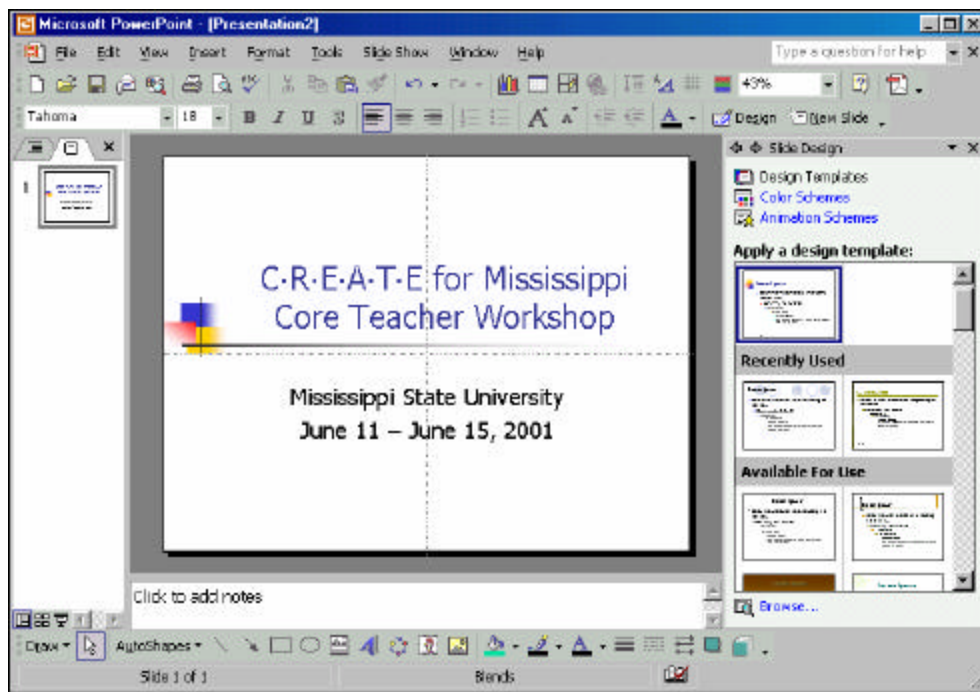 Microsoft PowerPoint - [Presentation2]
File Edit View Insert Format Tools Slide Show Window Help
Type a question for help
43%
Tahoma
18
B I U S
Design
New Slide
Slide Design
1
Design Templates
Color Schemes
Animation Schemes
Apply a design template:
C·R·E·A·T·E for Mississippi
Core Teacher Workshop
Mississippi State University
June 11 – June 15, 2001
Recently Used
Available For Use
Click to add notes
Browse...
Draw
AutoShapes
Slide 1 of 1
Blends